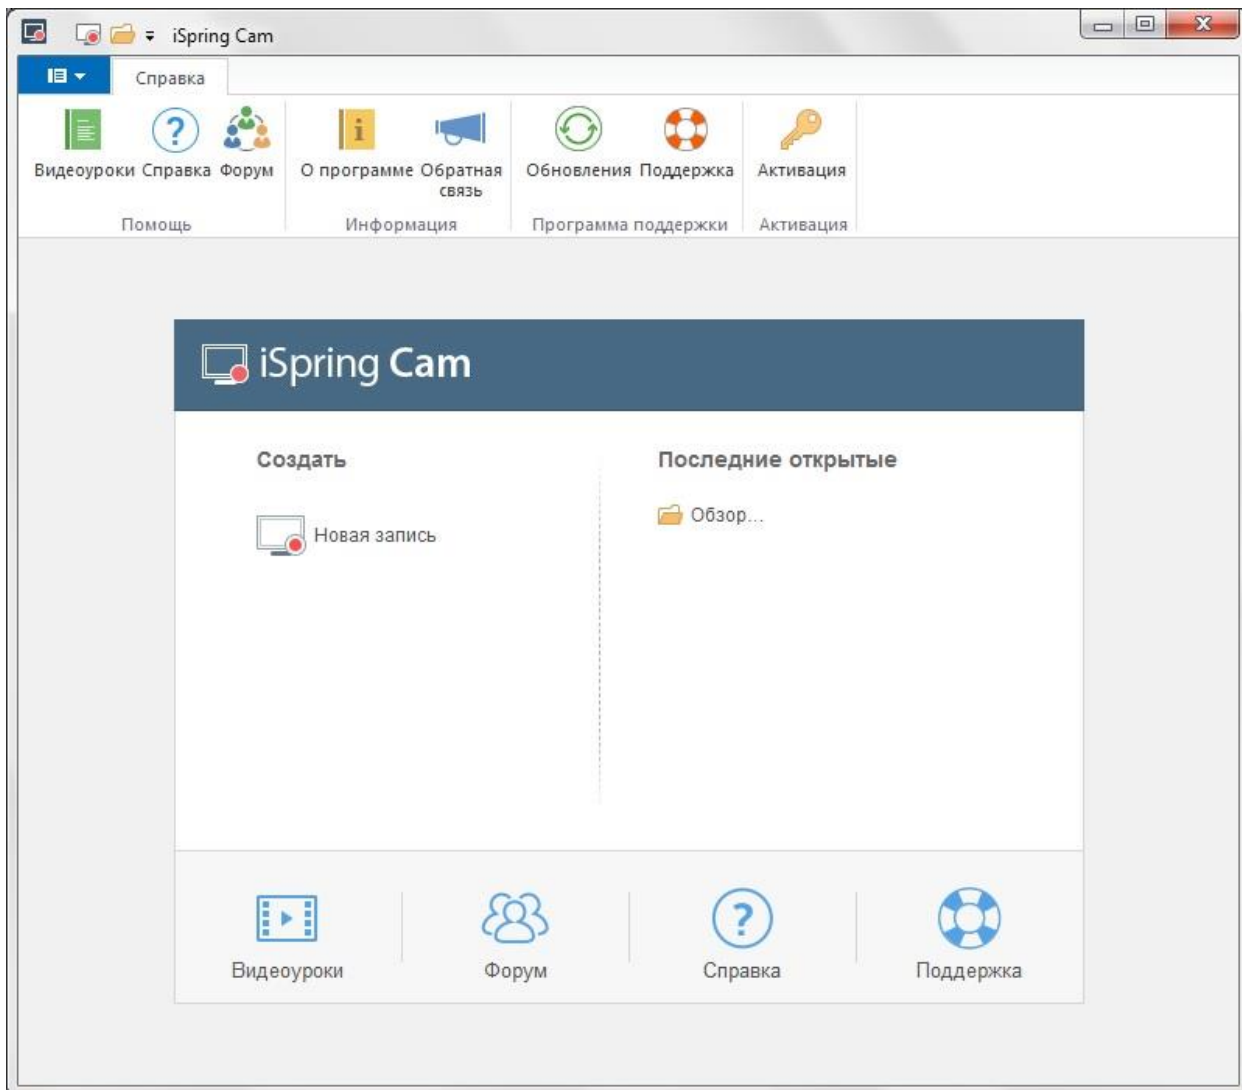 iSpring Cam
Справка
Видеоуроки Справка Форум О программе Обратная связь Обновления Поддержка Активация
Помощь Информация Программа поддержки Активация
iSpring Cam
Создать Последние открытые
Обзор...
Новая запись
Видеоуроки Форум Справка Поддержка